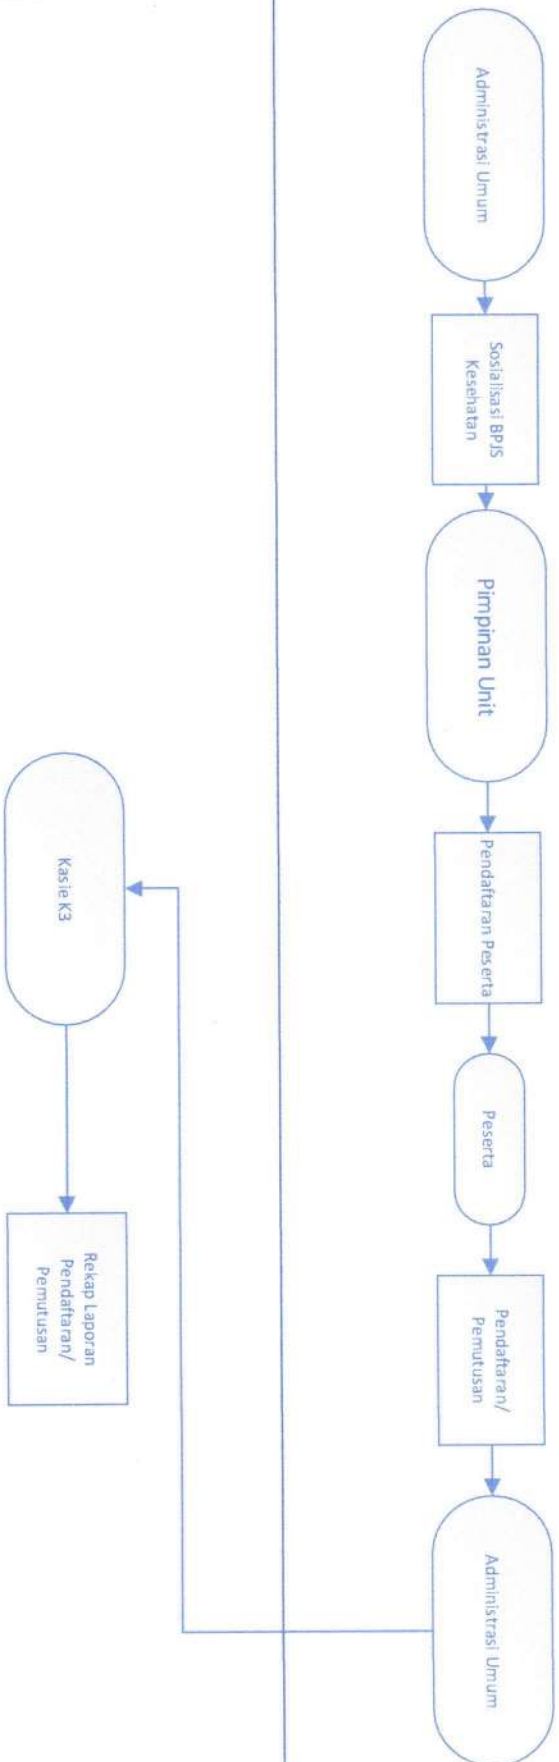 Administrasi Umum
Sosialisasi BPJS
Kesehatan
Pimpinan Unit
Pendaftaran Peserta
Peserta
Pendaftaran/
Pemutusan
Administrasi Umum
Kasie K3
Rekap Laporan
Pendaftaran/
Pemutusan